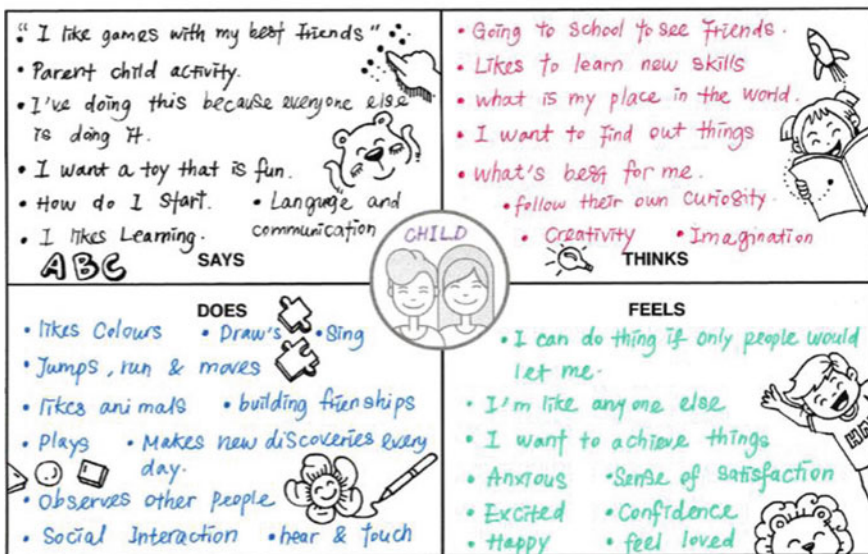 “ I like games with my best friends ”
• Parent child activity.
• I've doing this because everyone else
is doing it.
• I want a toy that is fun.
• How do I Start.
• Language and
communication
• I likes Learning.
ABC
SAYS
• Going to school to see friends.
• Likes to learn new skills
• what is my place in the world.
• I want to find out things
• what's best for me.
• follow their own curiosity.
• Creativity • Imagination
THINKS
CHILD
DOES
• likes Colours • Draw's • Sing
• Jumps, run & moves
• likes animals • building frienships
• Plays • Makes new discoveries every
day.
• Observes other people
• Social Interaction • hear & Touch
FEELS
• I can do thing if only people would
let me.
• I'm like any one else
• I want to achieve things
• Anxious • Sense of satisfaction
• Excited • Confidence
• Happy • feel loved